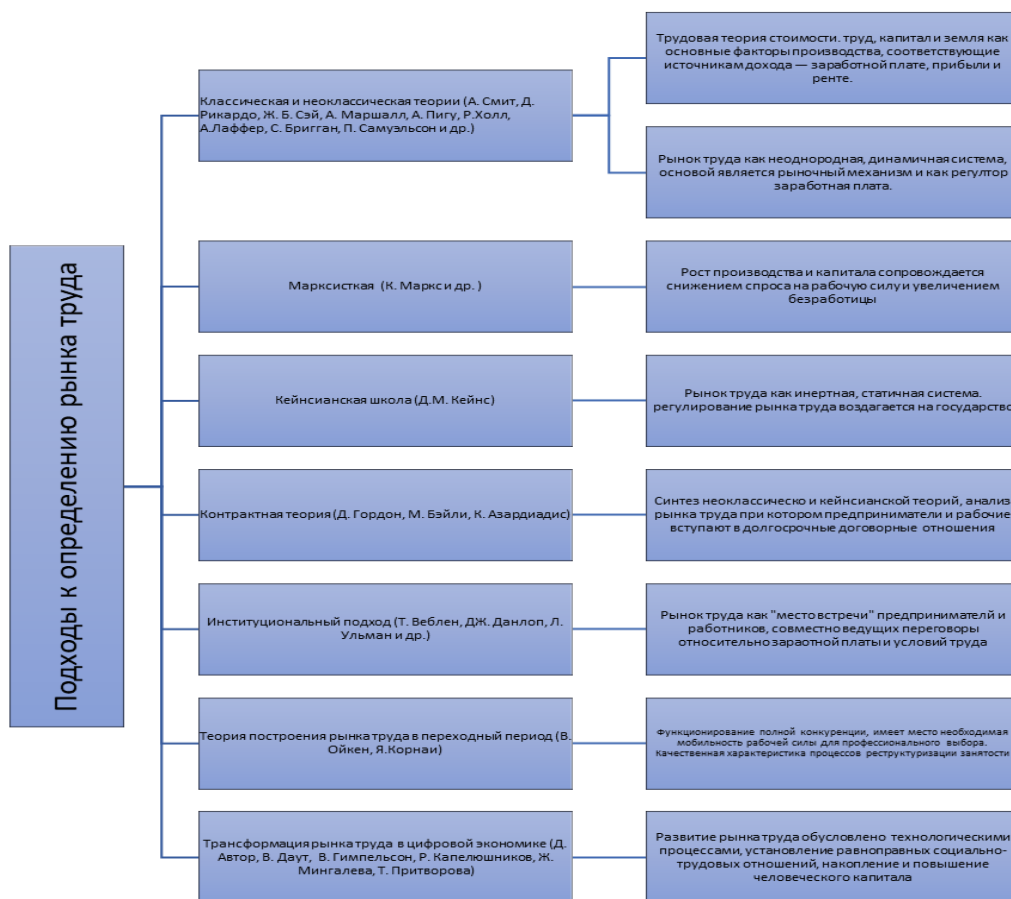 Подходы к определению рынка труда
Классическая и неоклассическая теории (А. Смит, Д.
Рикардо, Ж. Б. Сэй, А. Маршалл, А. Пигу, Р.Холл,
А.Лаффер, С. Бригган, П. Самуэльсон и др.)
Трудовая теория стоимости. труд, капитал и земля как
основные факторы производства, соответствующие
источникам дохода — заработной плате, прибыли и
ренте.
Рынок труда как неоднородная, динамичная система,
основой является рыночный механизм и как регултор
заработная плата.
Марксисткая (К. Маркс и др. )
Рост производства и капитала сопровождается
снижением спроса на рабочую силу и увеличением
безработицы
Кейнсианская школа (Д.М. Кейнс)
Рынок труда как инертная, статичная система.
регулирование рынка труда воздагается на государство
Контрактная теория (Д. Гордон, М. Бэйли, К. Азардиадис)
Синтез неоклассическо и кейнсианской теорий, анализ
рынка труда при котором предприниматели и рабочие
вступают в долгосрочные договорные отношения
Институциональный подход (Т. Веблен, ДЖ. Данлоп, Л.
Ульман и др.)
Рынок труда как "место встречи" предпринимателй и
работников, совместно ведущих переговоры
относительно зараотной платы и условий труда
Теория построения рынка труда в переходный период (В.
Ойкен, Я.Корнаи)
Функционирование полной конкуренции, имеет место необходимая
мобильность рабочей силы для профессионального выбора.
Качественная характеристика процессов реструктуризации занятости
Трансформация рынка труда в цифровой экономике (Д.
Автор, В. Даут, В. Гимпельсон, Р. Капелюшников, Ж.
Мингалева, Т. Притворова)
Развитие рынка труда обусловлено технологическими
процессами, установление равноправных социально-
трудовых отношений, накопление и повышение
человеческого капитала